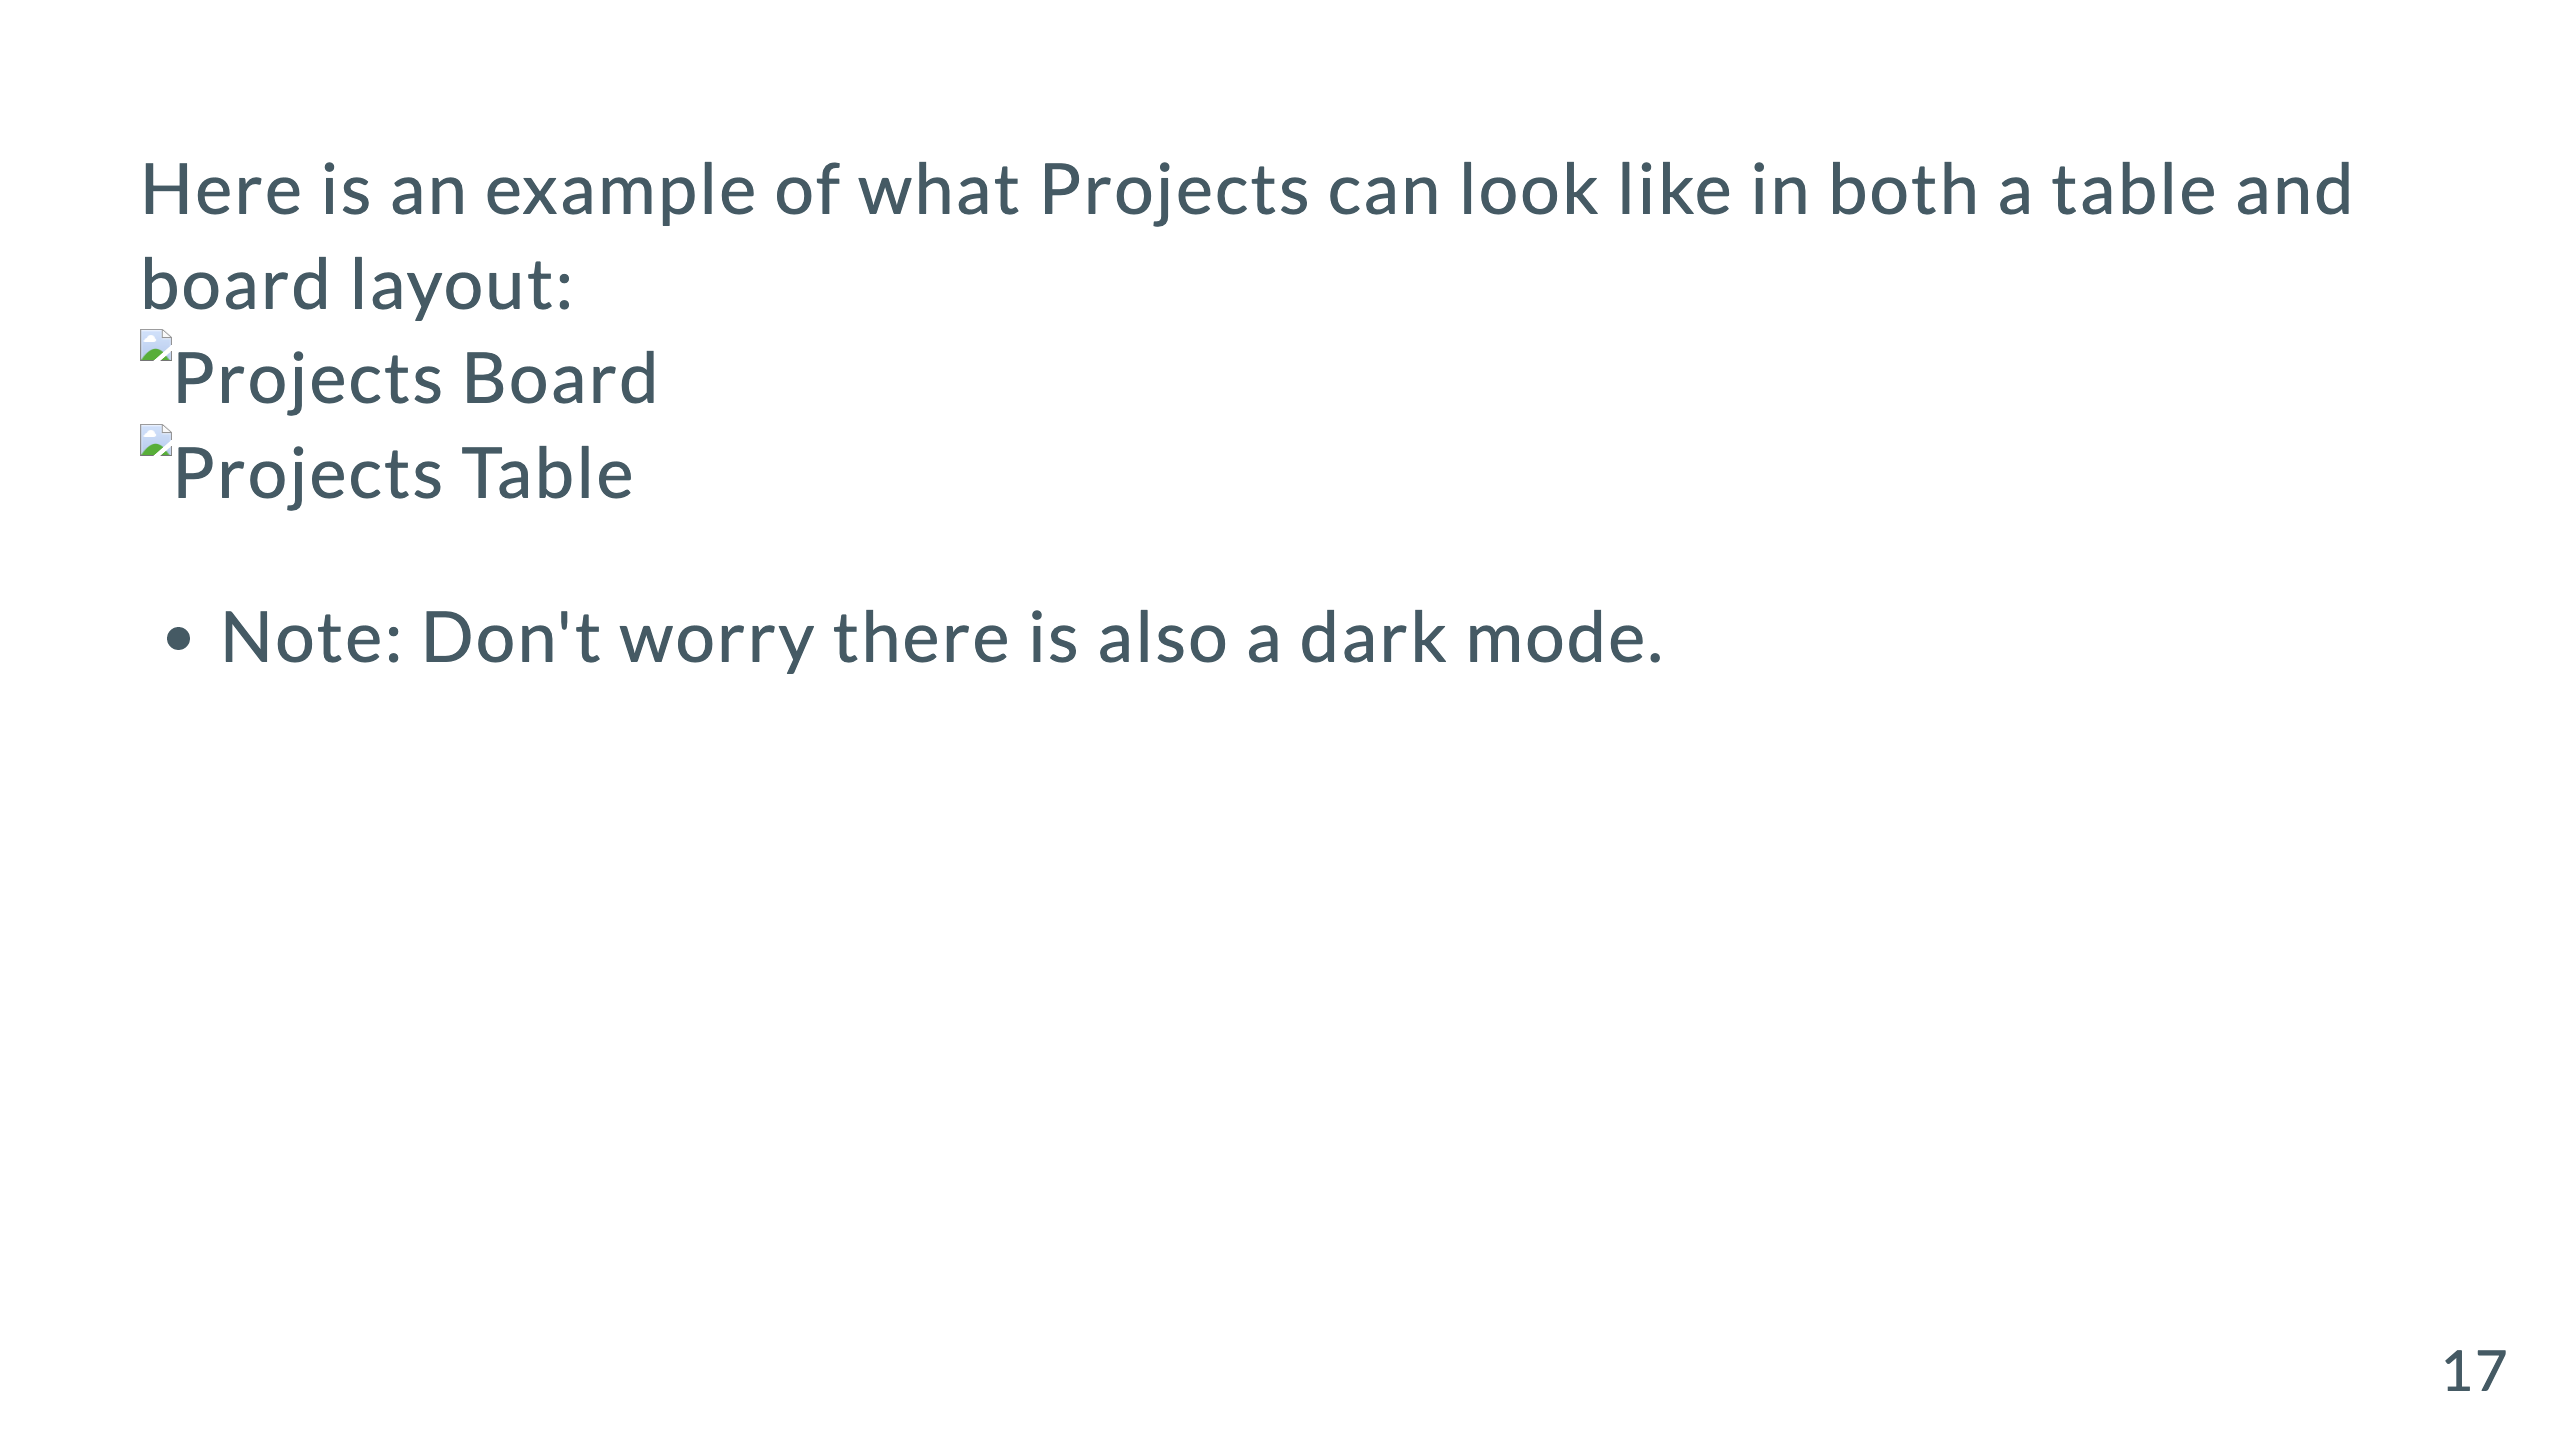 Here is an example of what Projects can look like in both a table and
board layout:
Projects Board
Projects Table
• Note: Don't worry there is also a dark mode.
17